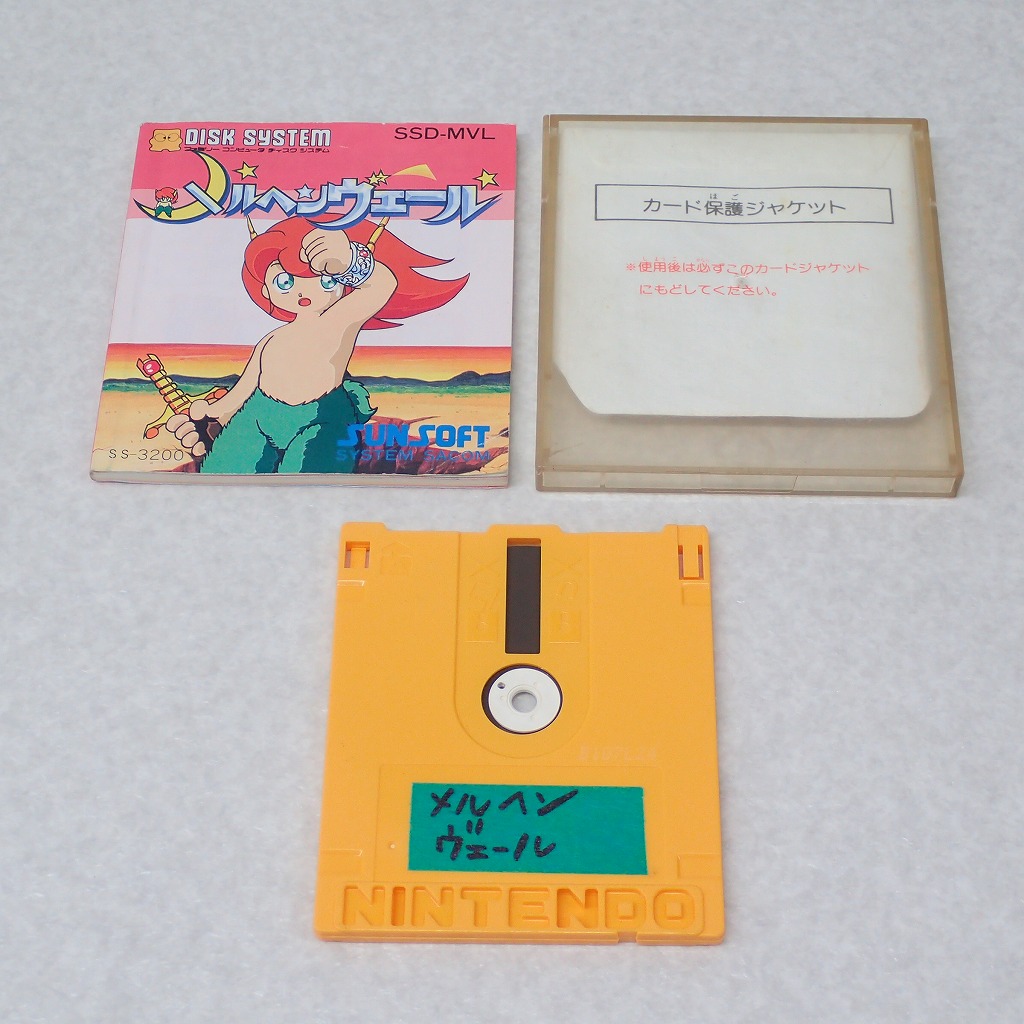 DISK SYSTEM
ファミリー コンピュータ ディスク システム
SSD-MVL
メルヘンヴェール
SS-3200
SUNSOFT
SYSTEM SACOM
ほご
カード保護ジャケット
※使用後は必ずこのカードジャケット
にもどしてください。
メルヘン
ヴェール
NINTENDO